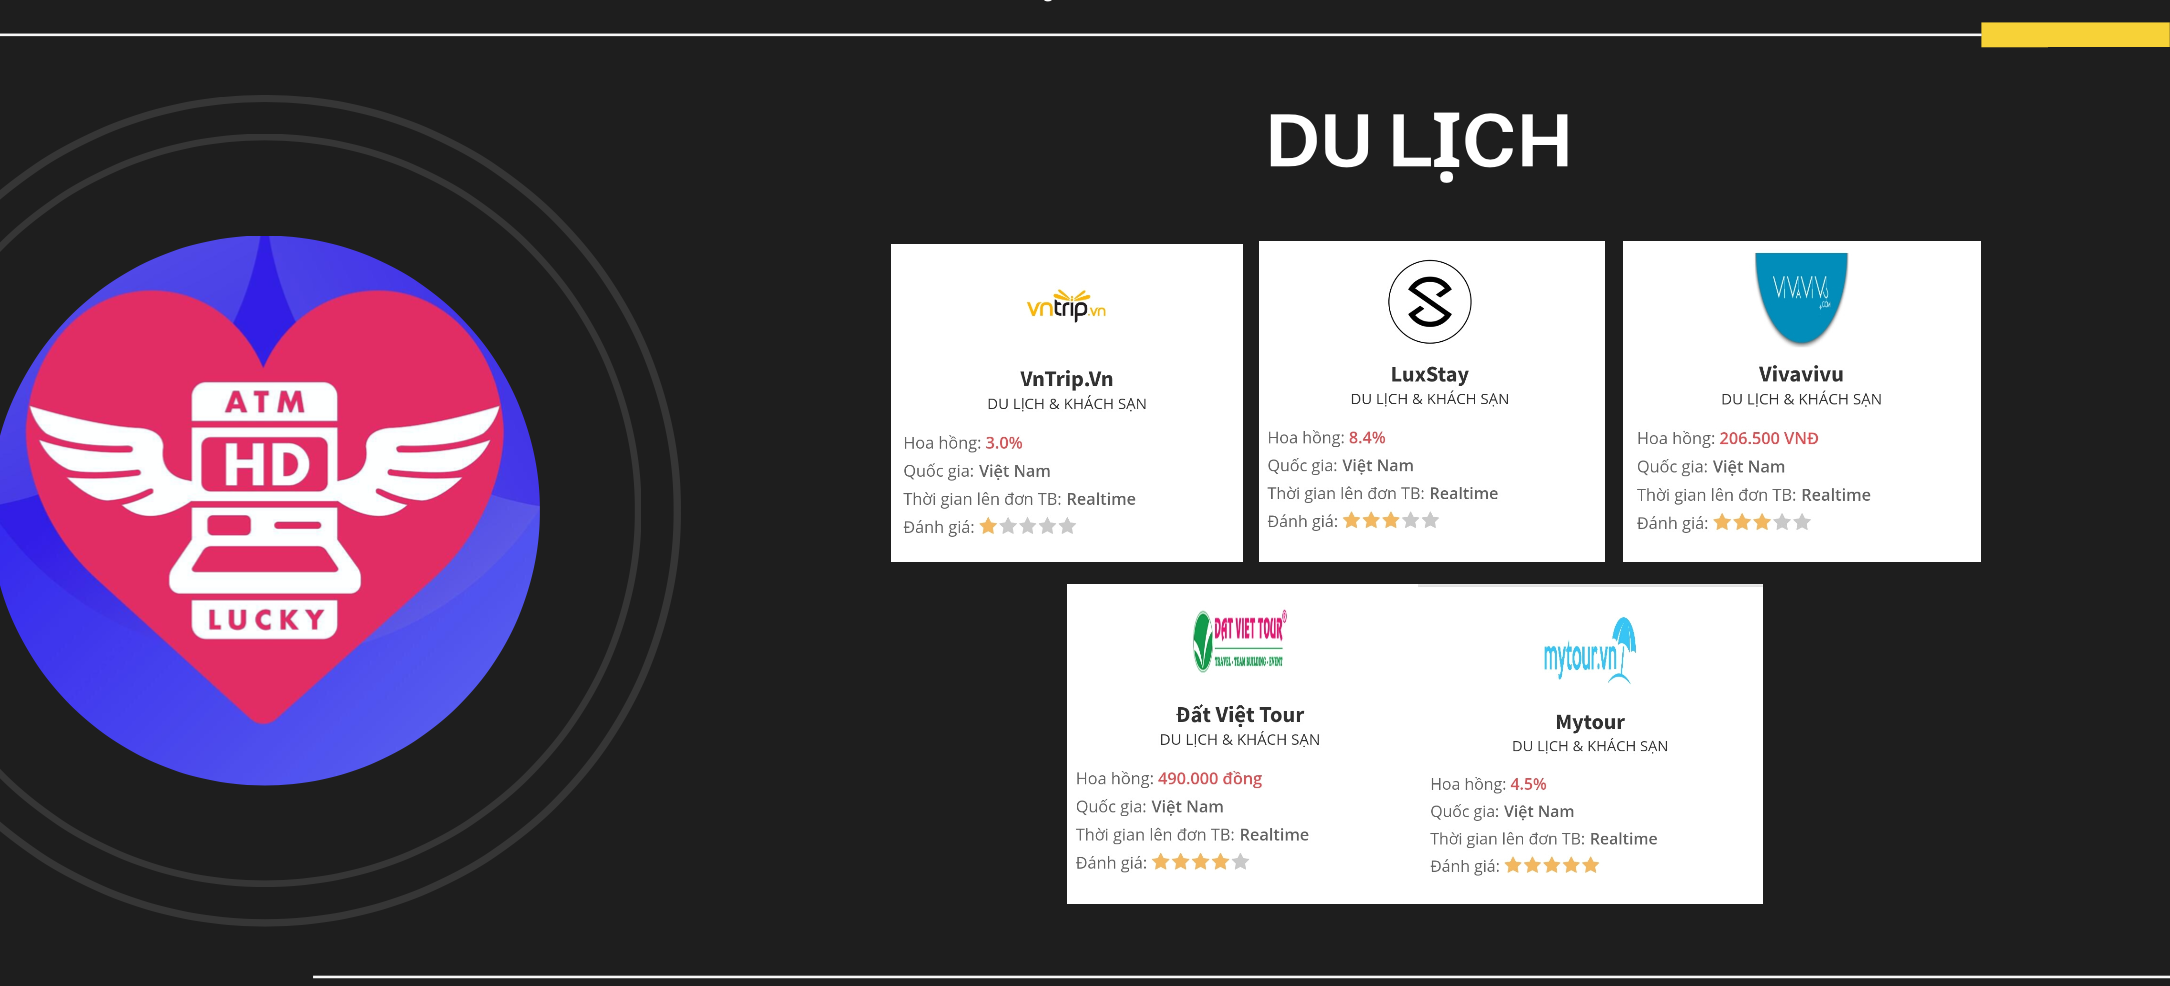 DU LỊCH
ATM
HD
LUCKY
vntrip.vn
VnTrip.Vn
DU LỊCH & KHÁCH SẠN
Hoa hồng: 3.0%
Quốc gia: Việt Nam
Thời gian lên đơn TB: Realtime
Đánh giá:
LuxStay
DU LỊCH & KHÁCH SẠN
Hoa hồng: 8.4%
Quốc gia: Việt Nam
Thời gian lên đơn TB: Realtime
Đánh giá:
VIVAVIVU
Vivavivu
DU LỊCH & KHÁCH SẠN
Hoa hồng: 206.500 VNĐ
Quốc gia: Việt Nam
Thời gian lên đơn TB: Realtime
Đánh giá:
DAT VIET TOUR®
TRAVEL - TEAM BUILDING - EVENT
Đất Việt Tour
DU LỊCH & KHÁCH SẠN
Hoa hồng: 490.000 đồng
Quốc gia: Việt Nam
Thời gian lên đơn TB: Realtime
Đánh giá:
mytour.vn
Mytour
DU LỊCH & KHÁCH SẠN
Hoa hồng: 4.5%
Quốc gia: Việt Nam
Thời gian lên đơn TB: Realtime
Đánh giá: